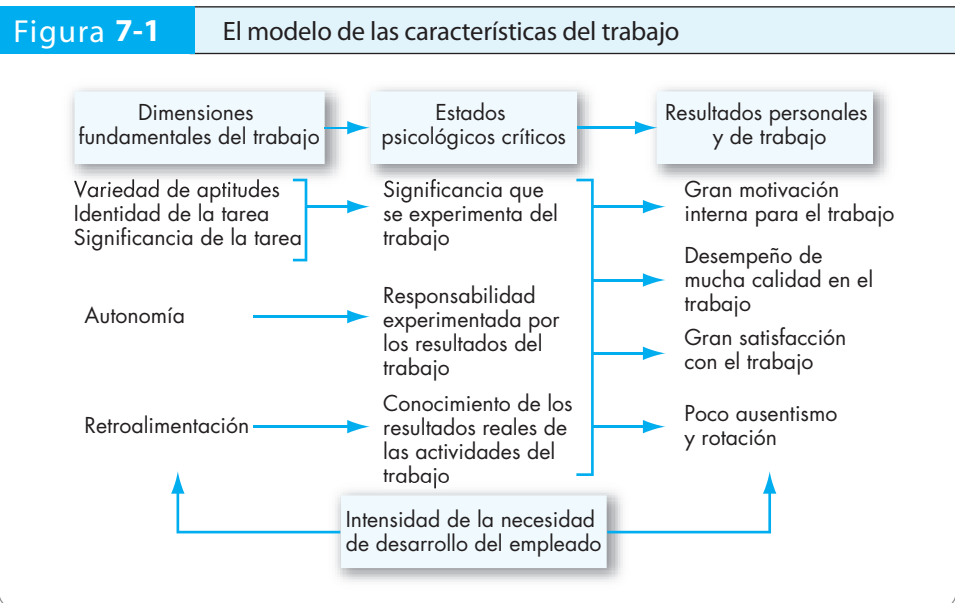 Figura 7-1
El modelo de las características del trabajo
Dimensiones
fundamentales del trabajo
Estados
psicológicos críticos
Resultados personales
y de trabajo
Variedad de aptitudes
Identidad de la tarea
Significancia de la tarea
Significancia que
se experimenta del
trabajo
Gran motivación
interna para el trabajo
Desempeño de
mucha calidad en el
trabajo
Autonomía
Responsabilidad
experimentada por
los resultados del
trabajo
Gran satisfacción
con el trabajo
Retroalimentación
Conocimiento de los
resultados reales de
las actividades del
trabajo
Poco ausentismo
y rotación
Intensidad de la necesidad
de desarrollo del empleado